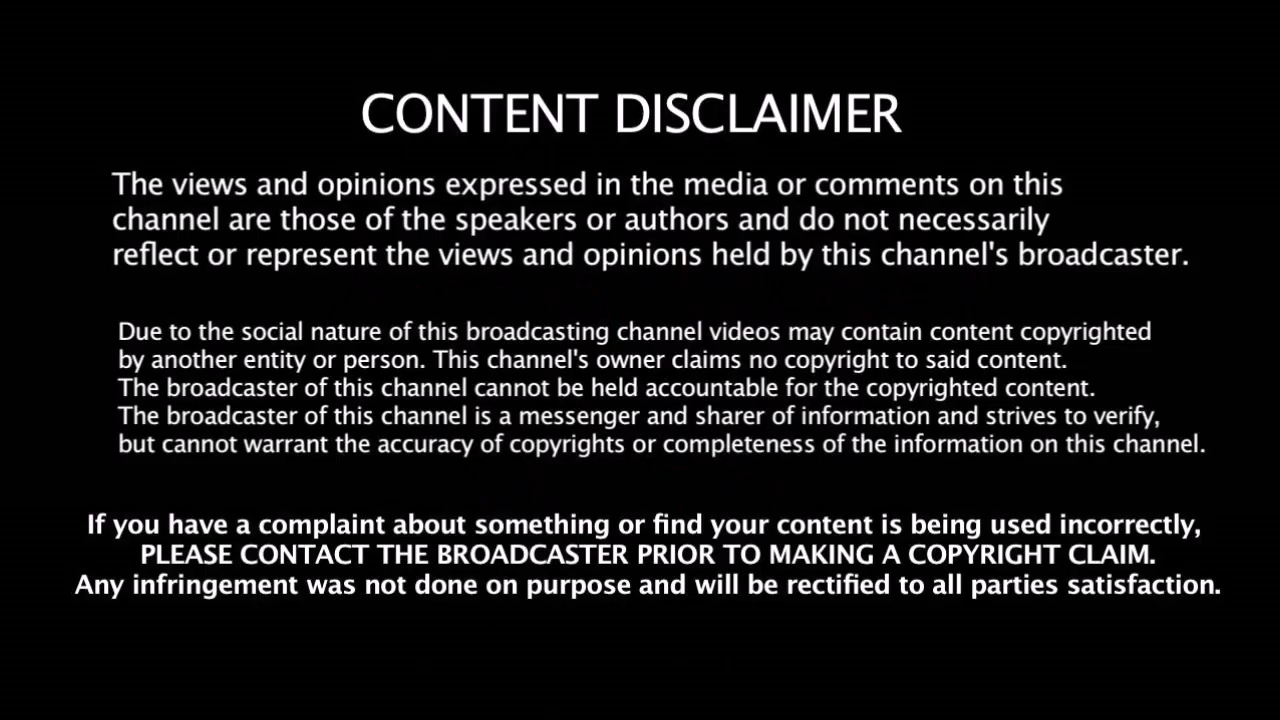 CONTENT DISCLAIMER
The views and opinions expressed in the media or comments on this
channel are those of the speakers or authors and do not necessarily
reflect or represent the views and opinions held by this channel's broadcaster.
Due to the social nature of this broadcasting channel videos may contain content copyrighted
by another entity or person. This channel's owner claims no copyright to said content.
The broadcaster of this channel cannot be held accountable for the copyrighted content.
The broadcaster of this channel is a messenger and sharer of information and strives to verify,
but cannot warrant the accuracy of copyrights or completeness of the information on this channel.
If you have a complaint about something or find your content is being used incorrectly,
PLEASE CONTACT THE BROADCASTER PRIOR TO MAKING A COPYRIGHT CLAIM.
Any infringement was not done on purpose and will be rectified to all parties satisfaction.